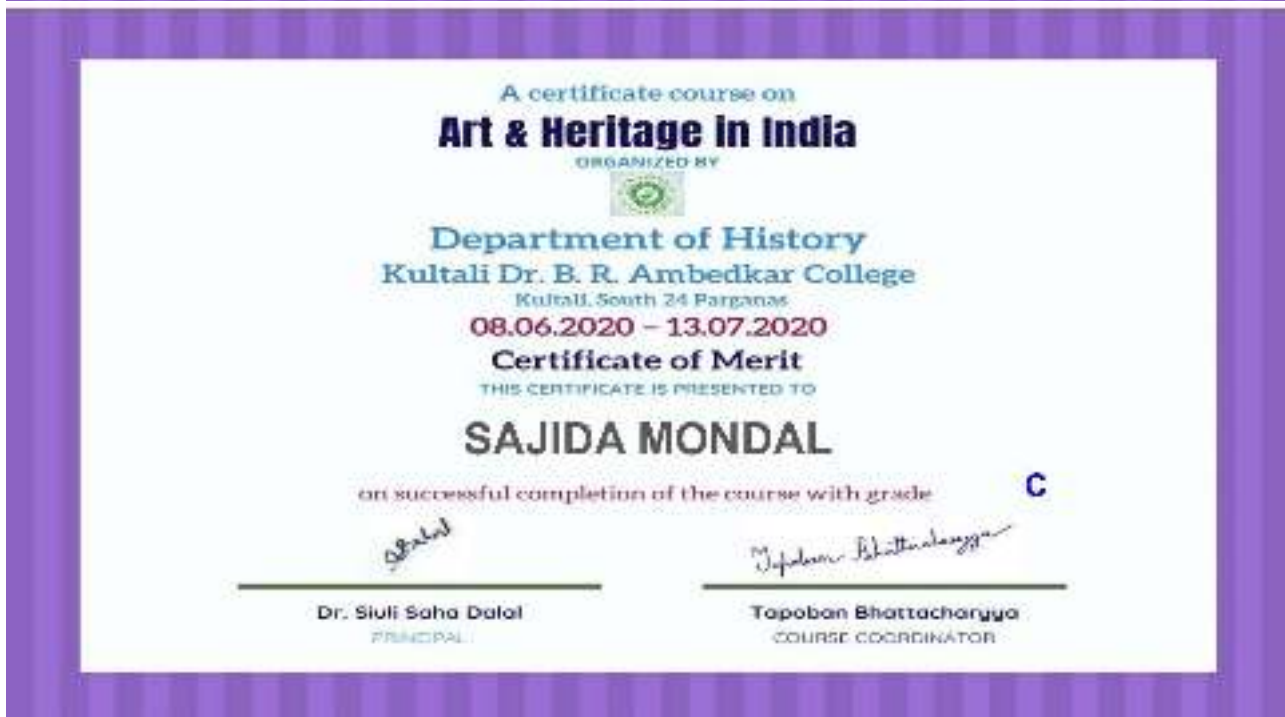 A certificate course on
Art & Heritage in India
ORGANIZED BY
Department of History
Kultali Dr. B. R. Ambedkar College
Kultali, South 24 Parganas
08.06.2020 – 13.07.2020
Certificate of Merit
THIS CERTIFICATE IS PRESENTED TO
SAJIDA MONDAL
on successful completion of the course with grade C
Tapoban Bhattacharyya
Dr. Siuli Saha Dalal Tapoban Bhattacharyya
PRINCIPAL COURSE COORDINATOR